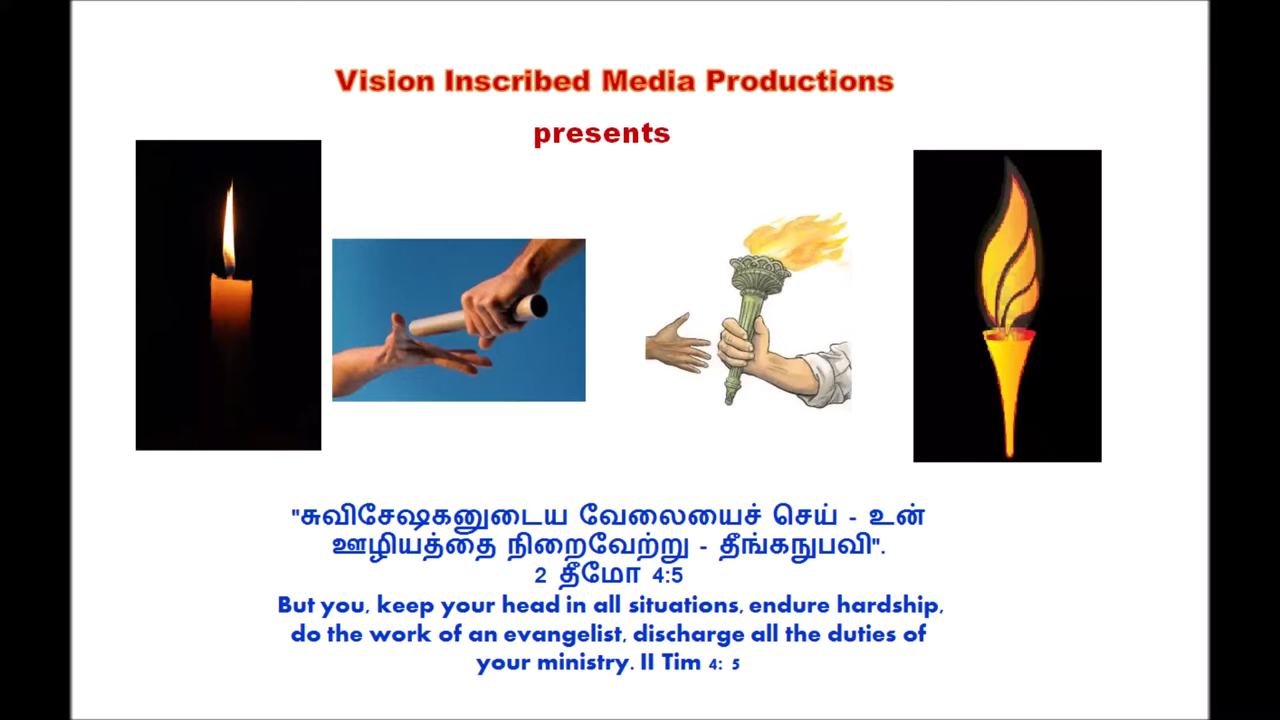 Vision Inscribed Media Productions
presents
"சுவிசேஷகனுடைய வேலையைச் செய் - உன்
ஊழியத்தை நிறைவேற்று - தீங்கநுபவி".
2 தீமோ 4:5
But you, keep your head in all situations, endure hardship,
do the work of an evangelist, discharge all the duties of
your ministry. II Tim 4: 5